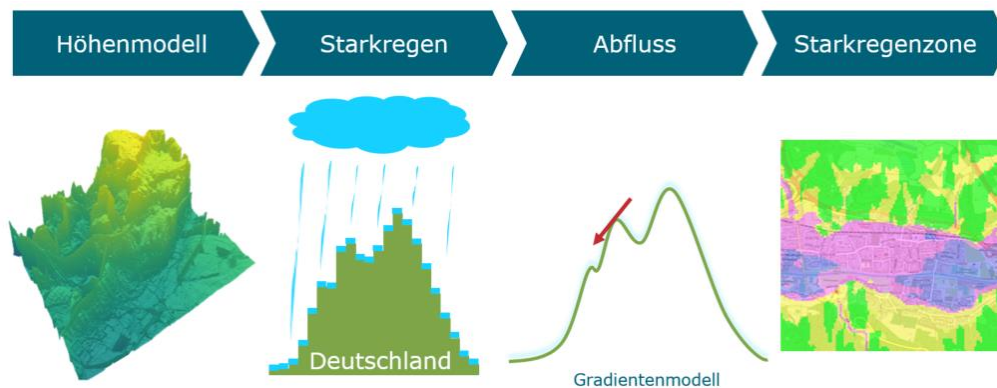 Höhenmodell
Starkregen
Abfluss
Starkregenzone
Deutschland
Gradientenmodell